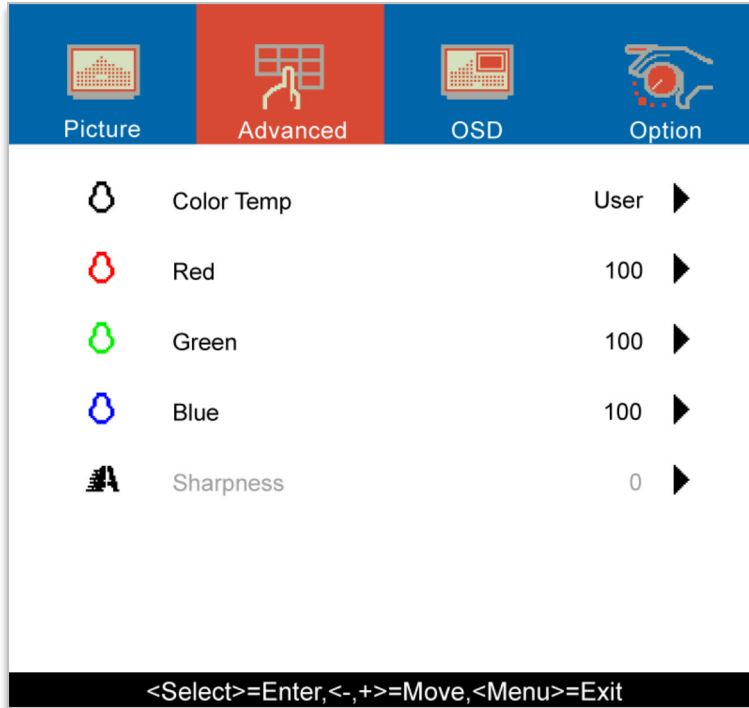 Picture Advanced OSD Option
Color Temp User
Red 100
Green 100
Blue 100
Sharpness 0
<Select>=Enter,<-,+>=Move,<Menu>=Exit